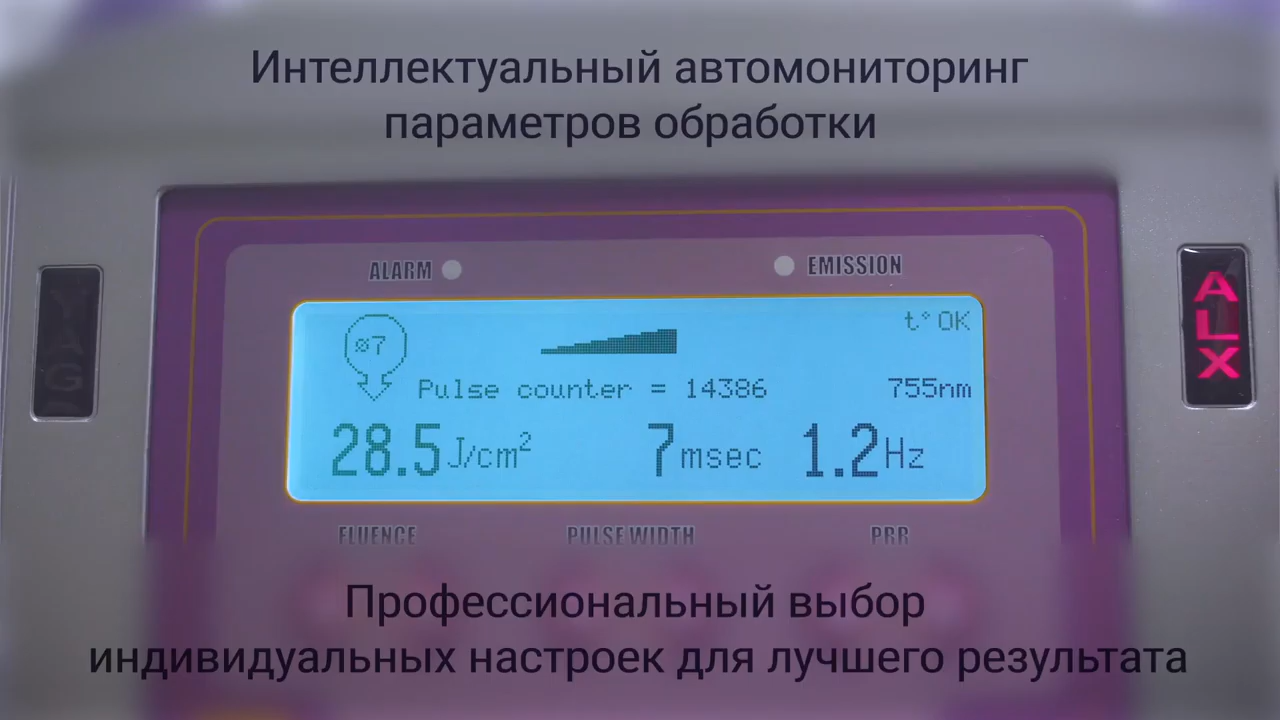 Интеллектуальный автомониторинг
параметров обработки
ALARM
EMISSION
YAG
ALX
⌀7
t° OK
Pulse counter = 14386
755nm
28.5 J/cm²
7 msec
1.2 Hz
FLUENCE
PULSE WIDTH
PRR
Профессиональный выбор
индивидуальных настроек для лучшего результата